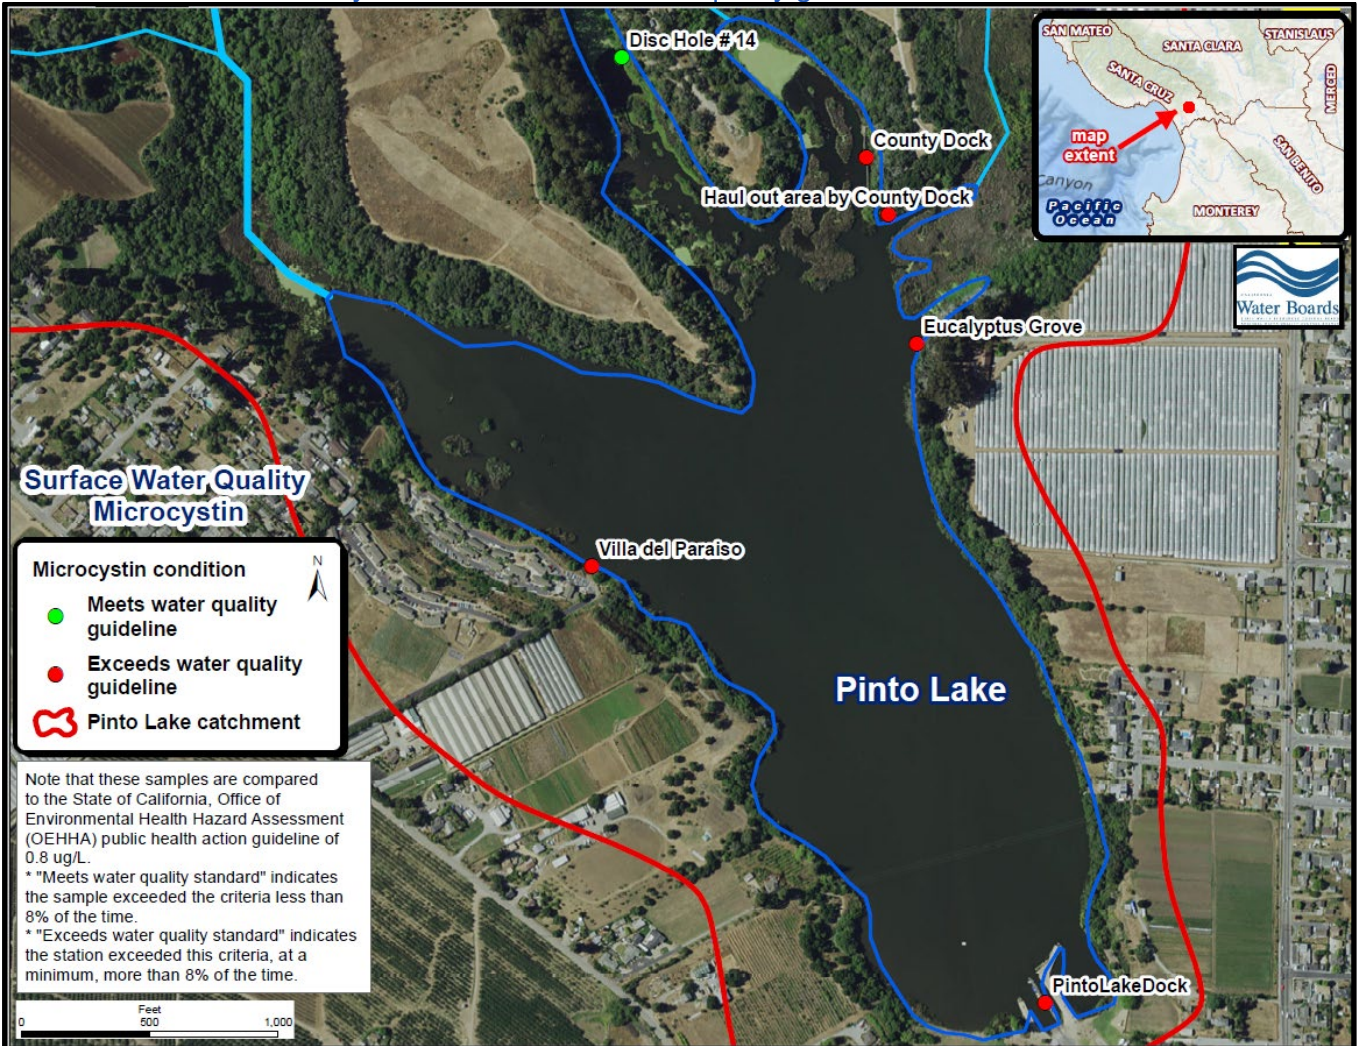 Disc Hole # 14
County Dock
Haul out area by County Dock
Eucalyptus Grove
Villa del Paraiso
Pinto Lake
PintoLakeDock
SAN MATEO
SANTA CLARA
STANISLAUS
SANTA CRUZ
MERCED
map
extent
SAN BENITO
Canyon
Pacific
Ocean
MONTEREY
Water Boards
Surface Water Quality
Microcystin
Microcystin condition
N
Meets water quality
guideline
Exceeds water quality
guideline
Pinto Lake catchment
Note that these samples are compared
to the State of California, Office of
Environmental Health Hazard Assessment
(OEHHA) public health action guideline of
0.8 ug/L.
* "Meets water quality standard" indicates
the sample exceeded the criteria less than
8% of the time.
* "Exceeds water quality standard" indicates
the station exceeded this criteria, at a
minimum, more than 8% of the time.
Feet
0 500 1,000